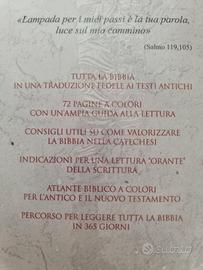 «Lampada per i miei passi è la tua parola,
luce sul mio cammino»
(Salmo 119,105)
TUTTA LA BIBBIA
IN UNA TRADUZIONE FEDELE AI TESTI ANTICHI
72 PAGINE A COLORI
CON UN'AMPIA GUIDA ALLA LETTURA
CONSIGLI UTILI SU COME VALORIZZARE
LA BIBBIA NELLA CATECHESI
INDICAZIONI PER UNA LETTURA "ORANTE"
DELLA SCRITTURA
ATLANTE BIBLICO A COLORI
PER L'ANTICO E IL NUOVO TESTAMENTO
PERCORSO PER LEGGERE TUTTA LA BIBBIA
IN 365 GIORNI
subito